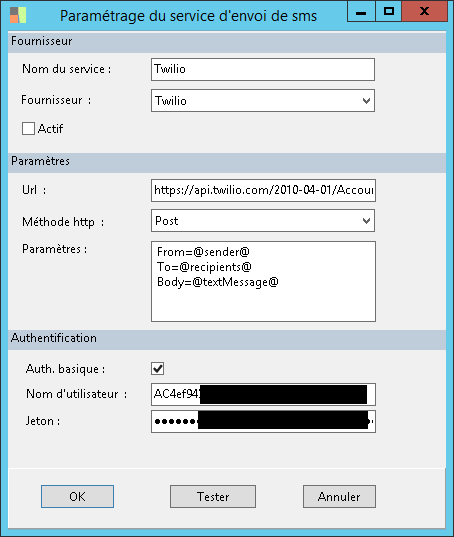 Paramétrage du service d'envoi de sms
Fournisseur
Nom du service : Twilio
Fournisseur : Twilio
Actif
Paramètres
Url : https://api.twilio.com/2010-04-01/Accour
Méthode http : Post
Paramètres : From=@sender@
To=@recipients@
Body=@textMessage@
Authentification
Auth. basique :
Nom d'utilisateur : AC4ef94
Jeton :
OK Tester Annuler